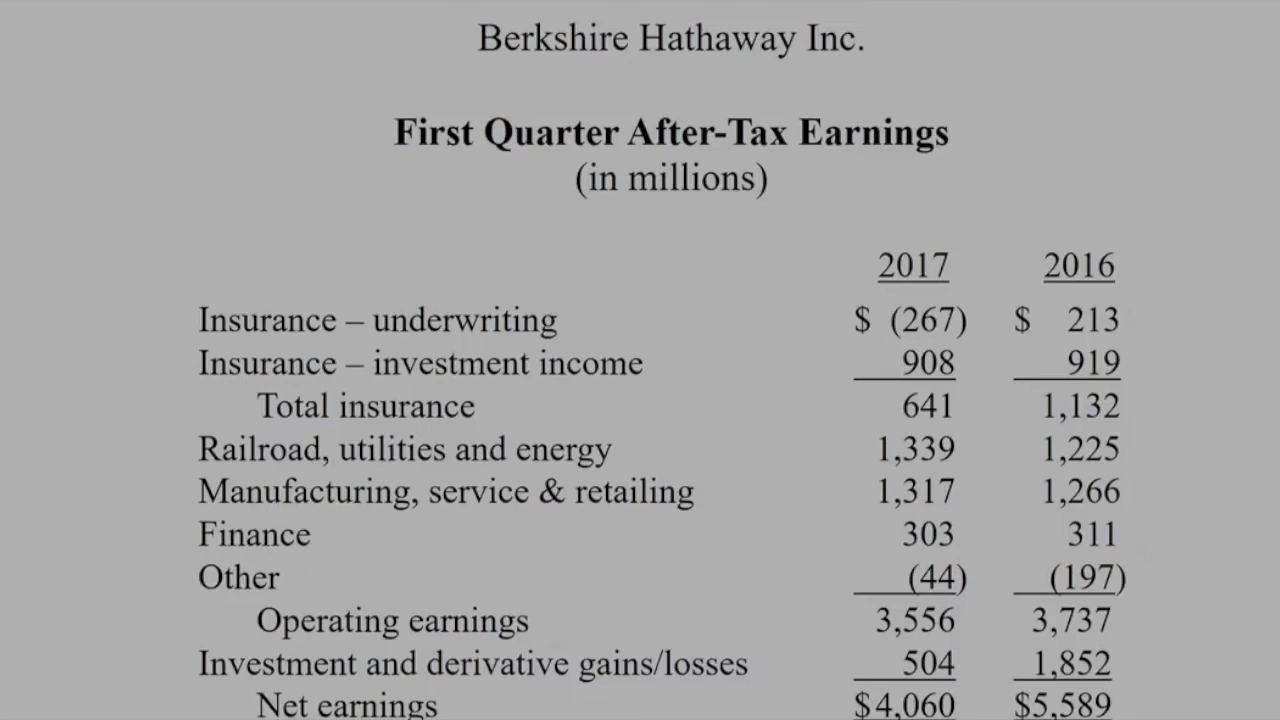 Berkshire Hathaway Inc.
First Quarter After-Tax Earnings
(in millions)
2017 2016
Insurance – underwriting $ (267) $ 213
Insurance – investment income 908 919
Total insurance 641 1,132
Railroad, utilities and energy 1,339 1,225
Manufacturing, service & retailing 1,317 1,266
Finance 303 311
Other (44) (197)
Operating earnings 3,556 3,737
Investment and derivative gains/losses 504 1,852
Net earnings $4,060 $5,589